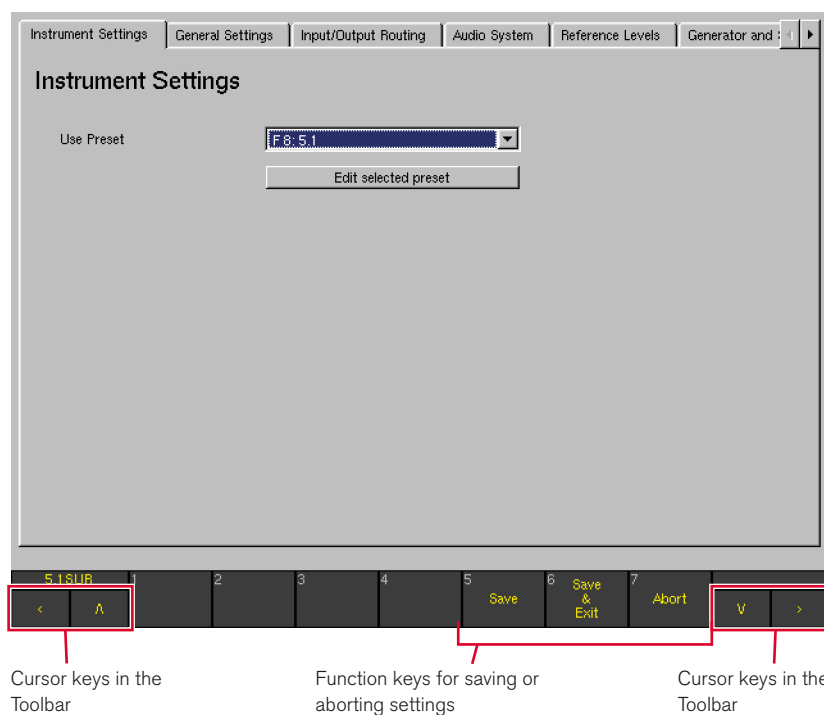 Instrument Settings General Settings Input/Output Routing Audio System Reference Levels Generator and
Instrument Settings
Use Preset F 8: 5.1
Edit selected preset
5.1SUB 1 2 3 4 5 6 7
< Λ Save Save & Exit Abort V >
Cursor keys in the Toolbar
Function keys for saving or aborting settings
Cursor keys in the Toolbar